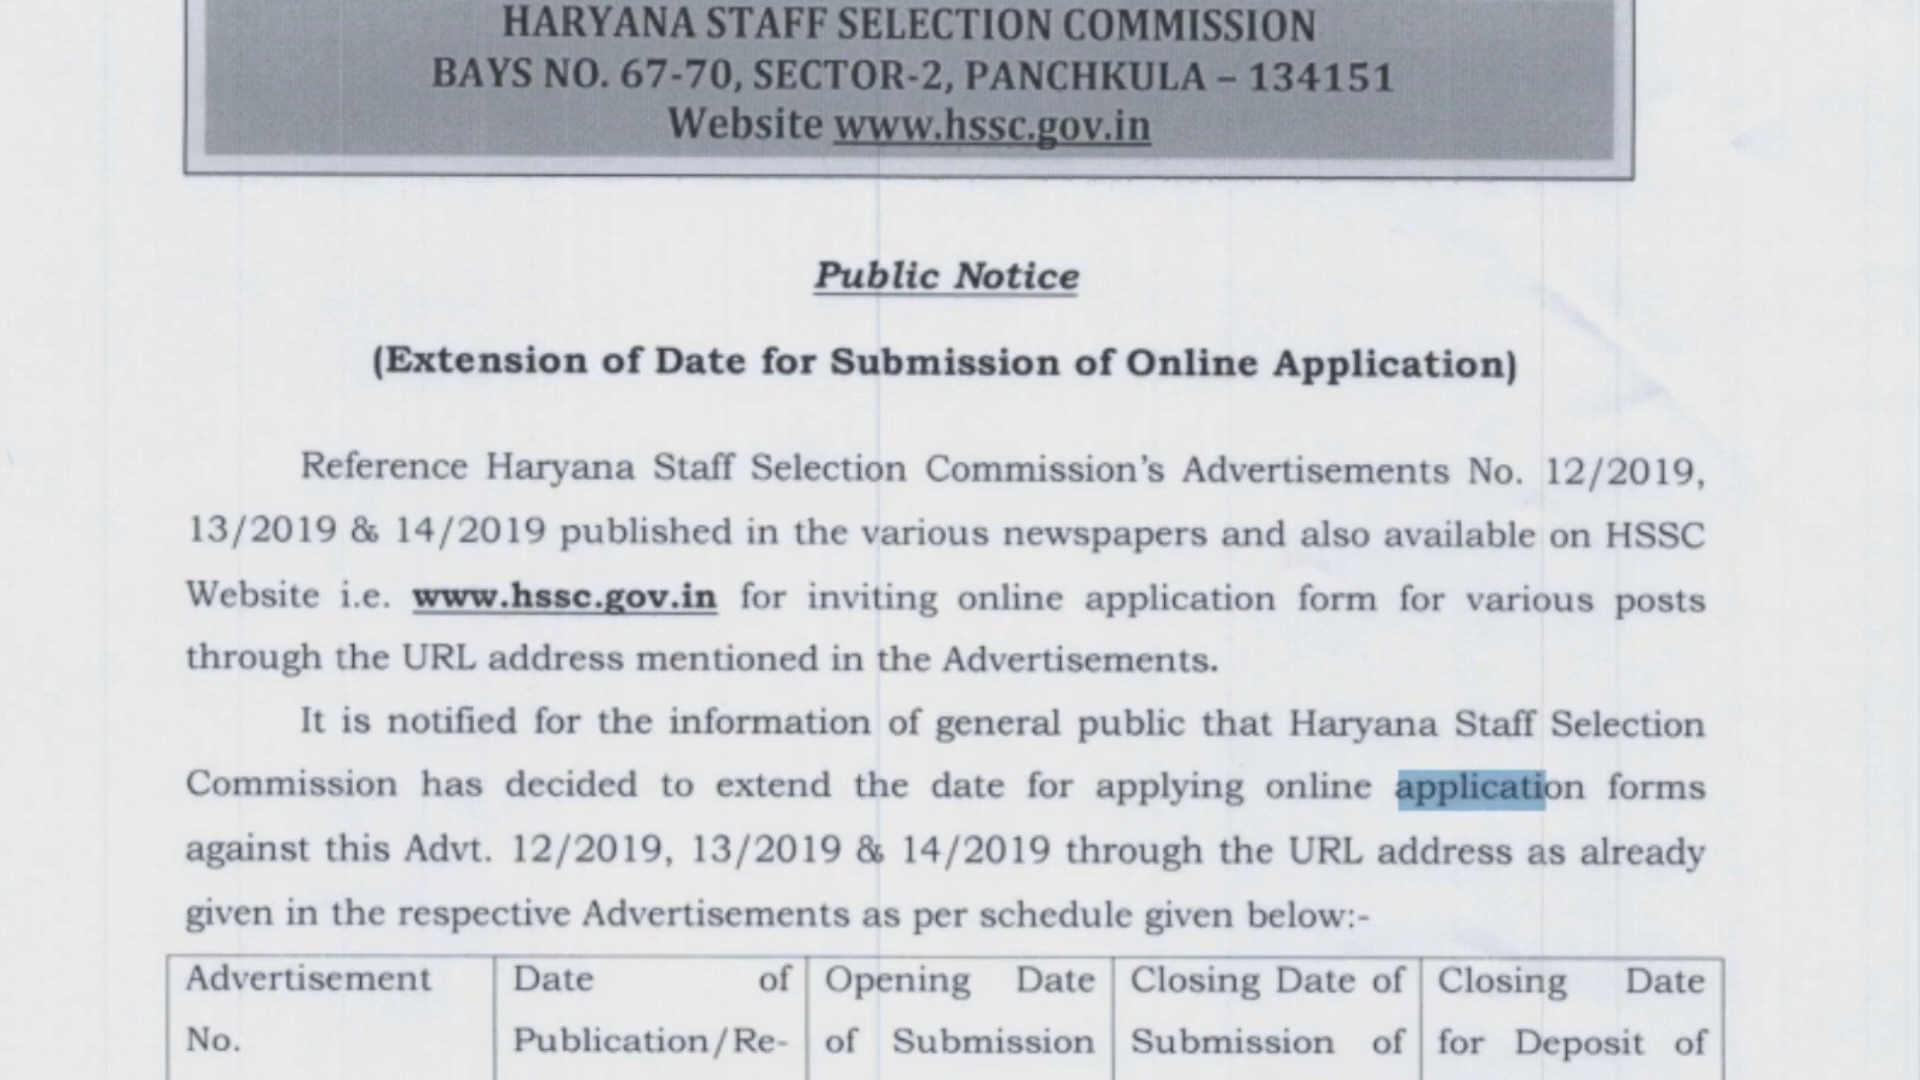 HARYANA STAFF SELECTION COMMISSION
BAYS NO. 67-70, SECTOR-2, PANCHKULA – 134151
Website www.hssc.gov.in
Public Notice
(Extension of Date for Submission of Online Application)
Reference Haryana Staff Selection Commission's Advertisements No. 12/2019,
13/2019 & 14/2019 published in the various newspapers and also available on HSSC
Website i.e. www.hssc.gov.in for inviting online application form for various posts
through the URL address mentioned in the Advertisements.
It is notified for the information of general public that Haryana Staff Selection
Commission has decided to extend the date for applying online application forms
against this Advt. 12/2019, 13/2019 & 14/2019 through the URL address as already
given in the respective Advertisements as per schedule given below:-
Advertisement Date of Opening Date Closing Date of Closing Date
No. Publication/Re- of Submission Submission of for Deposit of